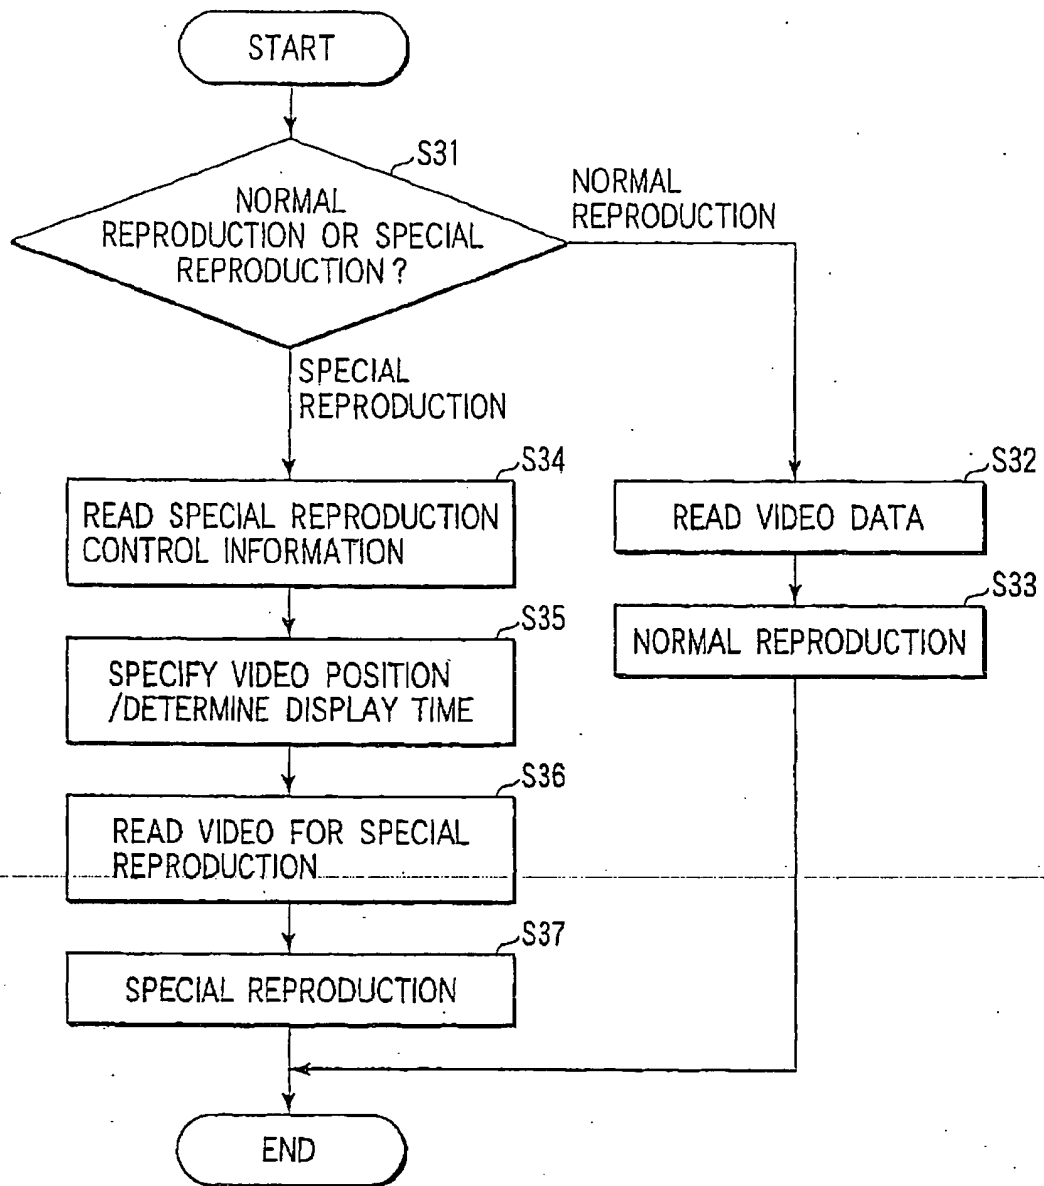 START
S31
NORMAL
REPRODUCTION OR SPECIAL
REPRODUCTION?
NORMAL
REPRODUCTION
SPECIAL
REPRODUCTION
S34
READ SPECIAL REPRODUCTION
CONTROL INFORMATION
S32
READ VIDEO DATA
S33
NORMAL REPRODUCTION
S35
SPECIFY VIDEO POSITION
/DETERMINE DISPLAY TIME
S36
READ VIDEO FOR SPECIAL
REPRODUCTION
S37
SPECIAL REPRODUCTION
END